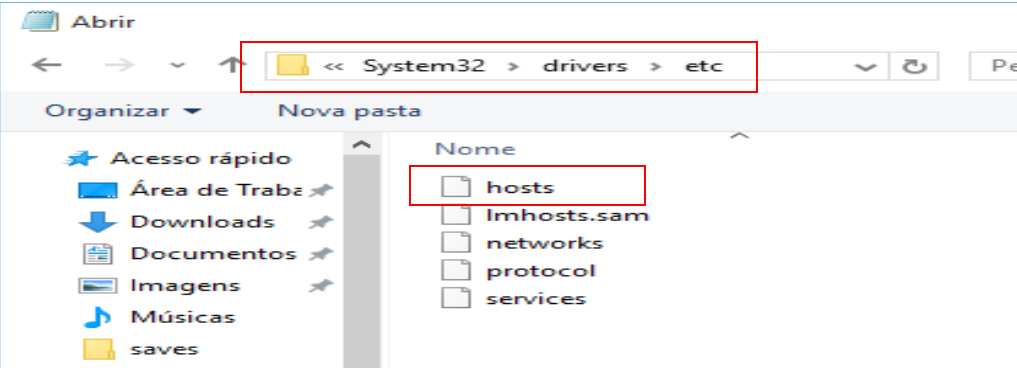 Abrir
« System32 > drivers > etc
Organizar
Nova pasta
Acesso rápido
Área de Traba
Downloads
Documentos
Imagens
Músicas
saves
Nome
hosts
lmhosts.sam
networks
protocol
services